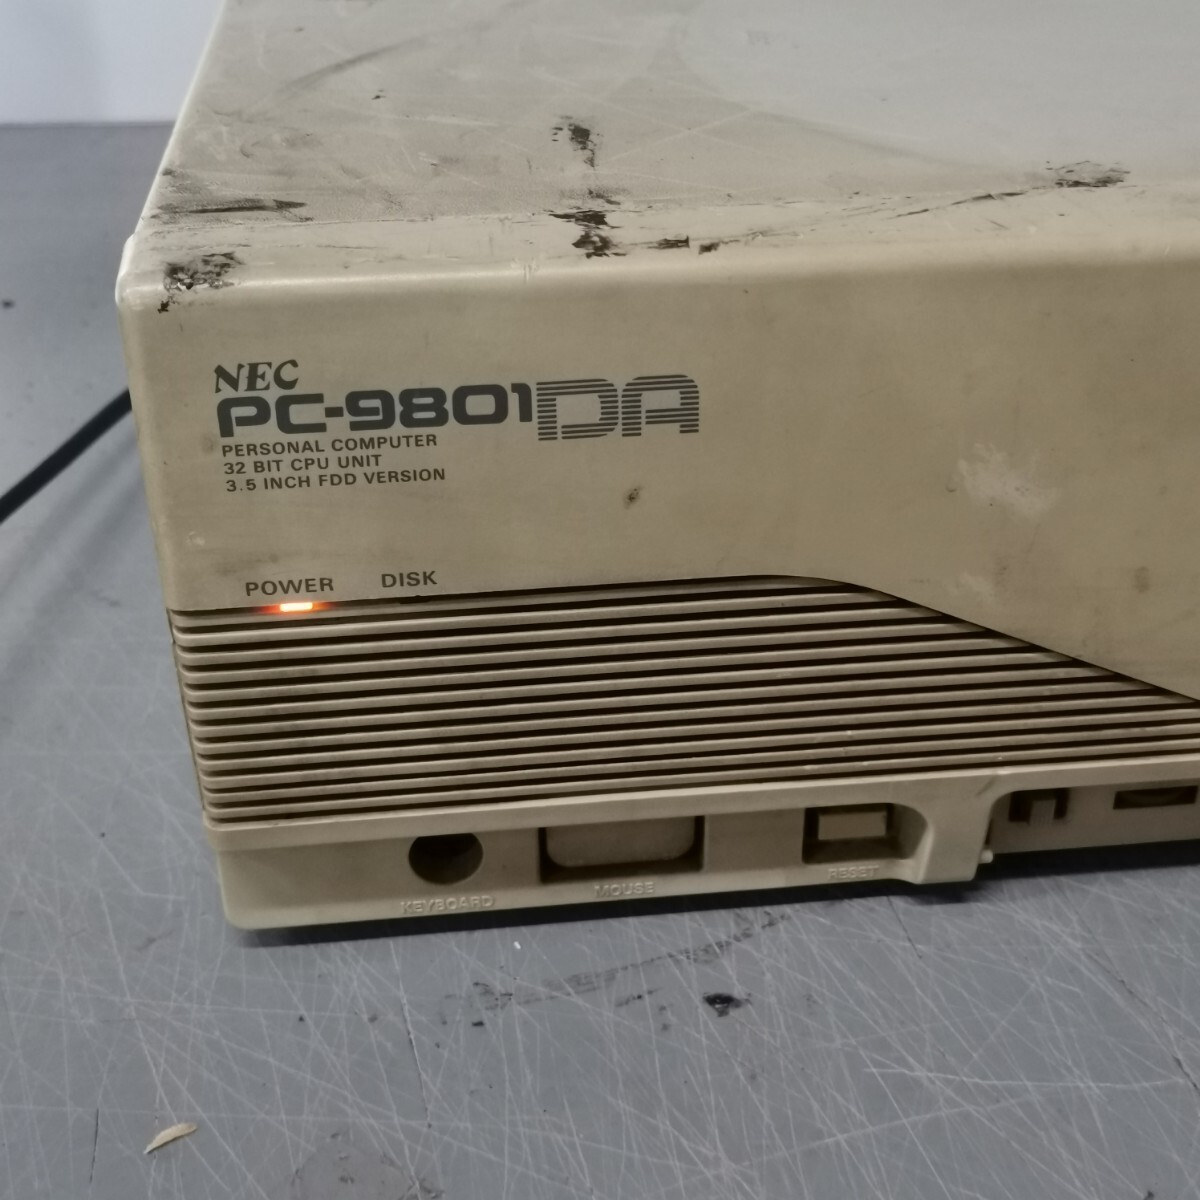 NEC
PC-9801DA
PERSONAL COMPUTER
32 BIT CPU UNIT
3.5 INCH FDD VERSION
POWER DISK
KEYBOARD MOUSE RESET